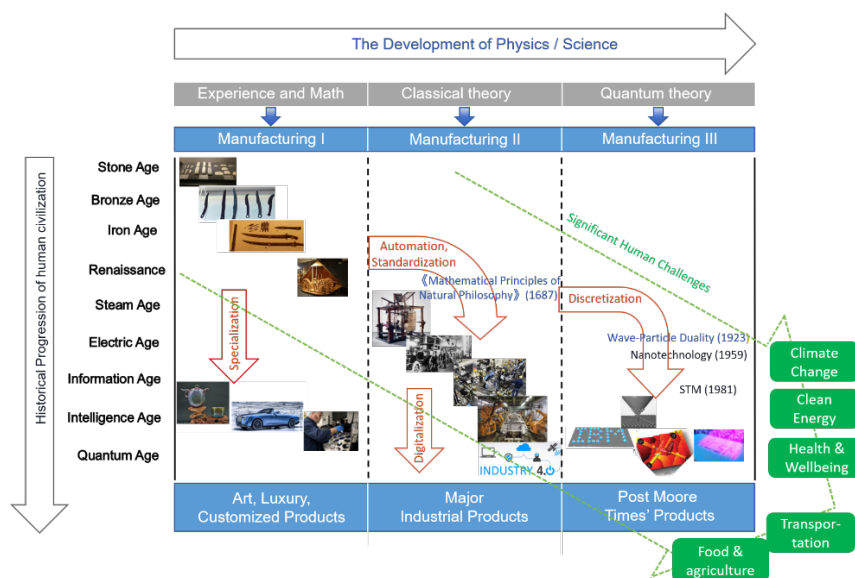 The Development of Physics / Science
Experience and Math
Classical theory
Quantum theory
Manufacturing I
Manufacturing II
Manufacturing III
Historical Progression of human civilization
Stone Age
Bronze Age
Iron Age
Renaissance
Steam Age
Electric Age
Information Age
Intelligence Age
Quantum Age
Specialization
Automation,
Standardization
《Mathematical Principles of
Natural Philosophy》 (1687)
Digitalization
INDUSTRY 4.0
Discretization
Wave-Particle Duality (1923)
Nanotechnology (1959)
STM (1981)
Significant Human Challenges
Climate
Change
Clean
Energy
Health &
Wellbeing
Transpor-
tation
Food &
agriculture
Art, Luxury,
Customized Products
Major
Industrial Products
Post Moore
Times' Products